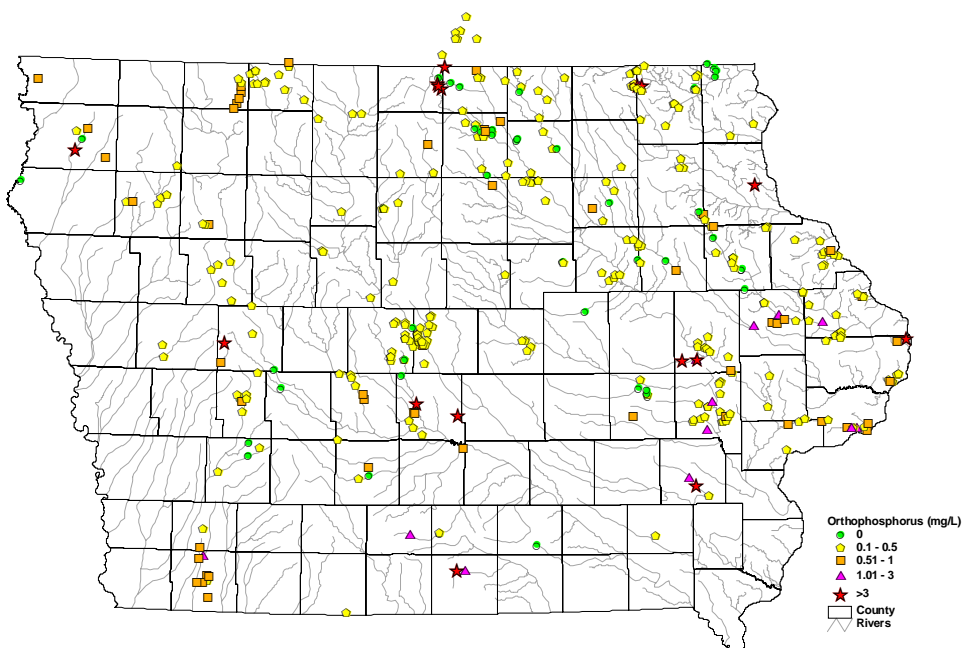 Orthophosphorus (mg/L)
0
0.1 - 0.5
0.51 - 1
1.01 - 3
>3
County
Rivers